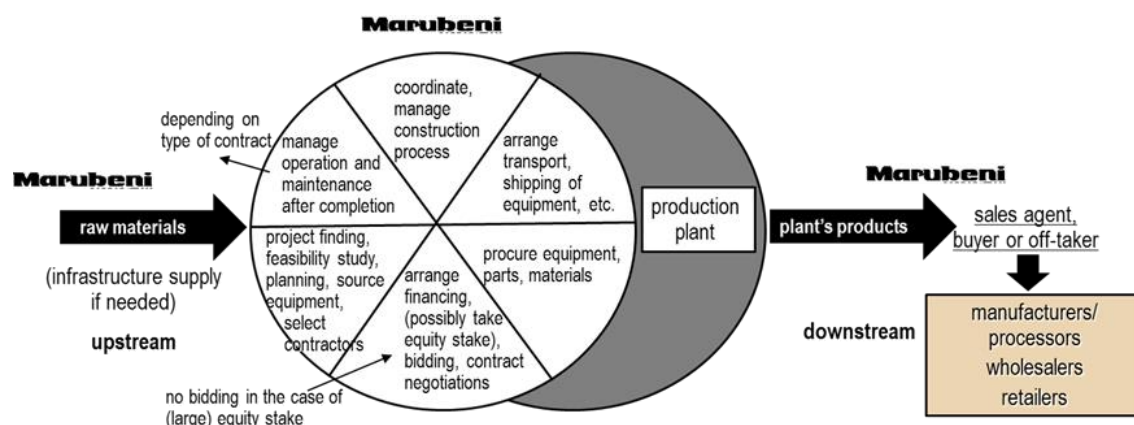 Marubeni
coordinate,
manage
construction
process
depending on
type of contract
manage
operation and
maintenance
after completion
arrange
transport,
shipping of
equipment, etc.
Marubeni
raw materials
(infrastructure supply
if needed)
upstream
project finding,
feasibility study,
planning, source
equipment,
select
contractors
arrange
financing,
(possibly take
equity stake),
bidding, contract
negotiations
procure equipment,
parts, materials
no bidding in the case of
(large) equity stake
production
plant
Marubeni
plant's products
sales agent,
buyer or off-taker
downstream
manufacturers/
processors
wholesalers
retailers